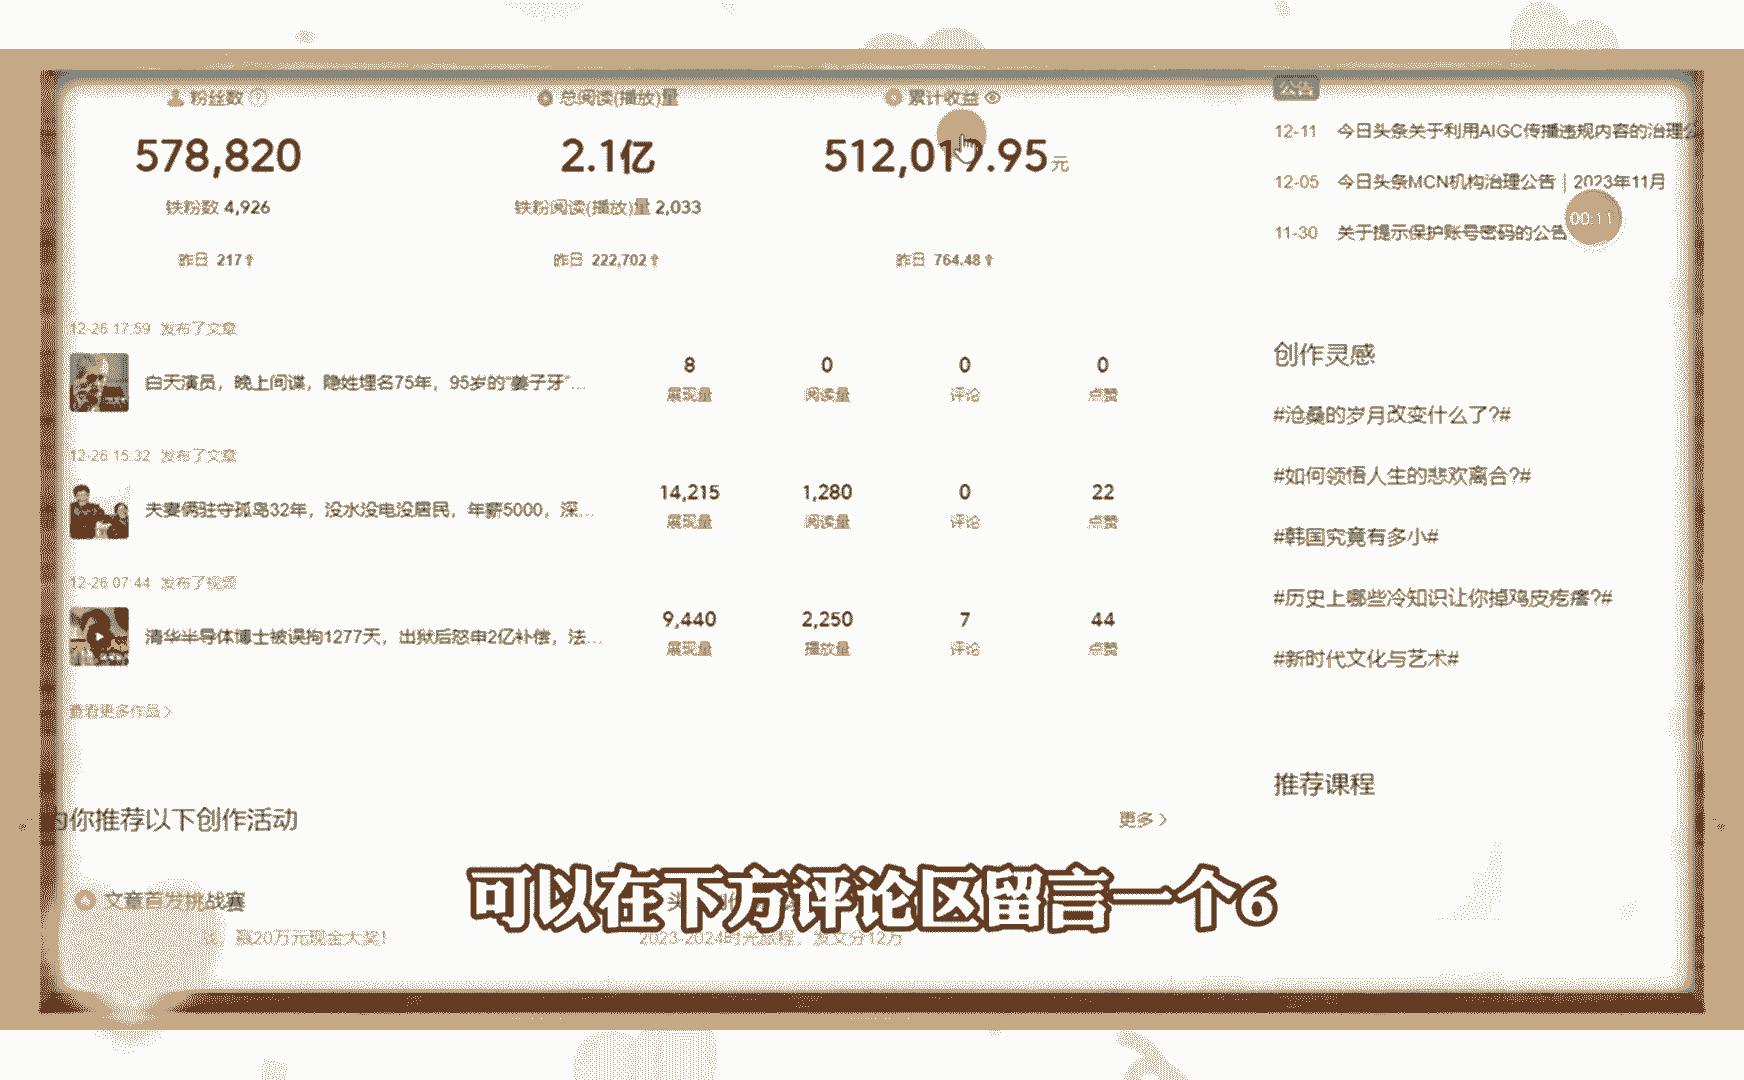 粉丝数
总阅读(播放)量
累计收益
578,820
2.1亿
512,019.95元
铁粉数 4,926
铁粉阅读(播放)量 2,033
昨日 217↑
昨日 222,702↑
昨日 764.48↑
公告
12-11 今日头条关于利用AIGC传播违规内容的治理公
12-05 今日头条MCN机构治理公告｜2023年11月
11-30 关于提示保护账号密码的公告
00:11
12-26 17:59 发布了文章
白天演员，晚上间谍，隐姓埋名75年，95岁的“姜子牙”...
8
0
0
0
展现量
阅读量
评论
点赞
12-26 15:32 发布了文章
夫妻俩驻守孤岛32年，没水没电没居民，年薪5000，深...
14,215
1,280
0
22
展现量
阅读量
评论
点赞
12-26 07:44 发布了视频
清华半导体博士被误拘1277天，出狱后怒申2亿补偿，法...
9,440
2,250
7
44
展现量
播放量
评论
点赞
查看更多作品 >
创作灵感
#沧桑的岁月改变什么了?#
#如何领悟人生的悲欢离合?#
#韩国究竟有多小#
#历史上哪些冷知识让你掉鸡皮疙瘩?#
#新时代文化与艺术#
推荐课程
为你推荐以下创作活动
更多 >
文章百发挑战赛
赢20万元现金大奖!
2023-2024时光旅程，发文分12万
可以在下方评论区留言一个6